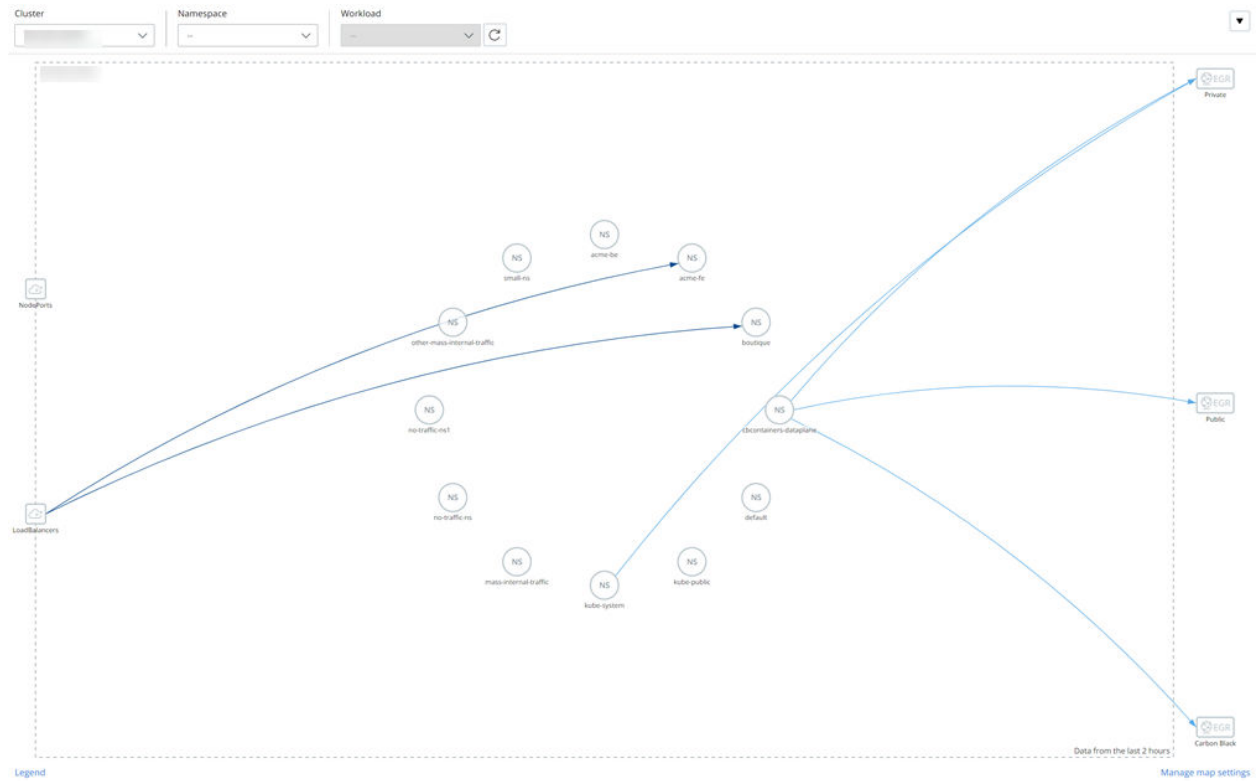 Cluster
Namespace
Workload
--
--
EGR
Private
NS
acme-be
NS
small-ns
NS
acme-fe
NodePorts
NS
other-mass-internal-traffic
NS
boutique
NS
no-traffic-ns1
NS
cbcontainers-dataplane
EGR
Public
NS
no-traffic-ns
NS
default
LoadBalancers
NS
mass-internal-traffic
NS
kube-system
NS
kube-public
EGR
Carbon Black
Data from the last 2 hours
Legend
Manage map settings